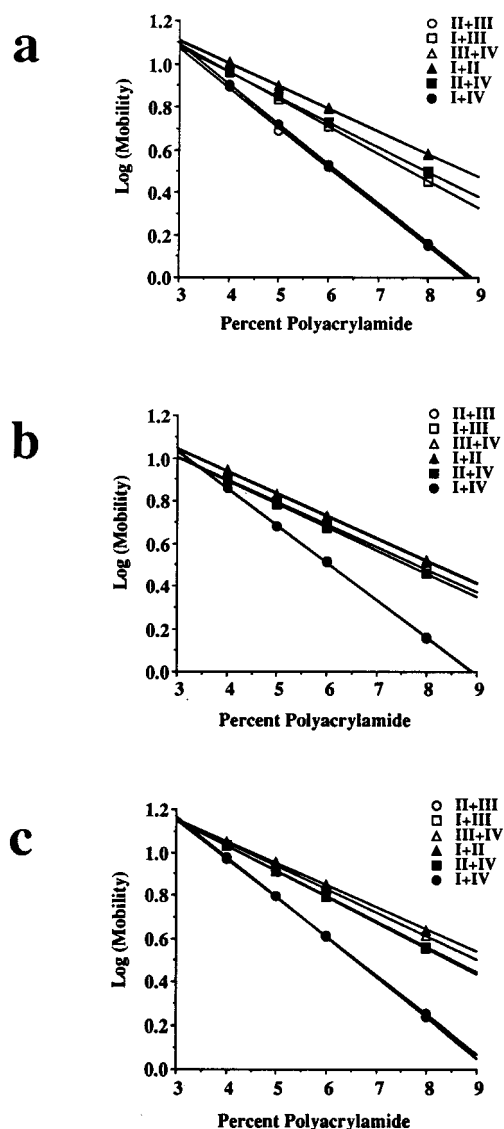 a
II+III
I+III
III+IV
I+II
II+IV
I+IV
1.2
1.0
0.8
0.6
0.4
0.2
0.0
Log (Mobility)
3 4 5 6 7 8 9
Percent Polyacrylamide
b
II+III
I+III
III+IV
I+II
II+IV
I+IV
1.2
1.0
0.8
0.6
0.4
0.2
0.0
Log (Mobility)
3 4 5 6 7 8 9
Percent Polyacrylamide
c
II+III
I+III
III+IV
I+II
II+IV
I+IV
1.2
1.0
0.8
0.6
0.4
0.2
0.0
Log (Mobility)
3 4 5 6 7 8 9
Percent Polyacrylamide